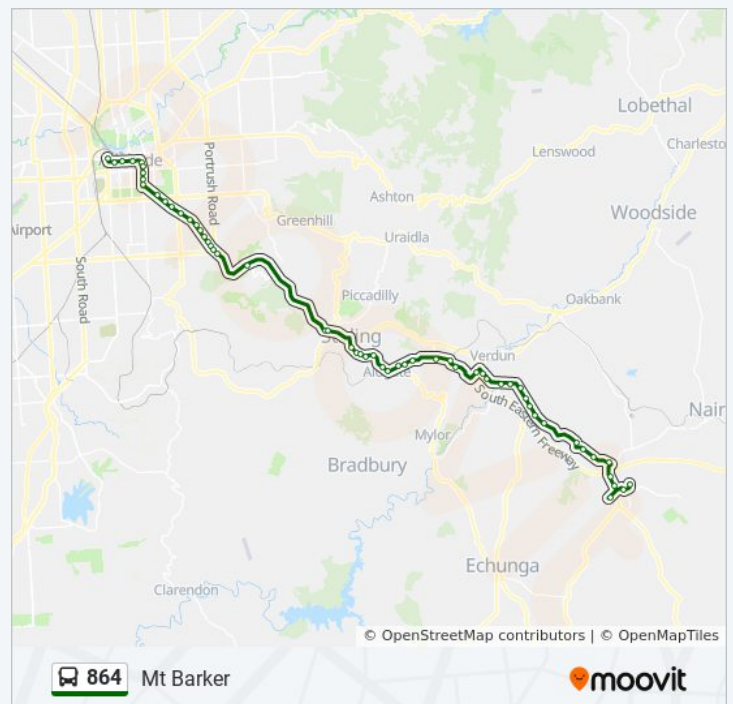 Lobethal
Charlesto
Lenswood
Portrush Road
Ashton
Woodside
Greenhill
Airport
Uraidla
South Road
Piccadilly
Oakbank
Verdun
South Eastern Freeway
Nair
Mylor
Bradbury
Echunga
Clarendon
© OpenStreetMap contributors | © OpenMapTiles
864 Mt Barker
moovit